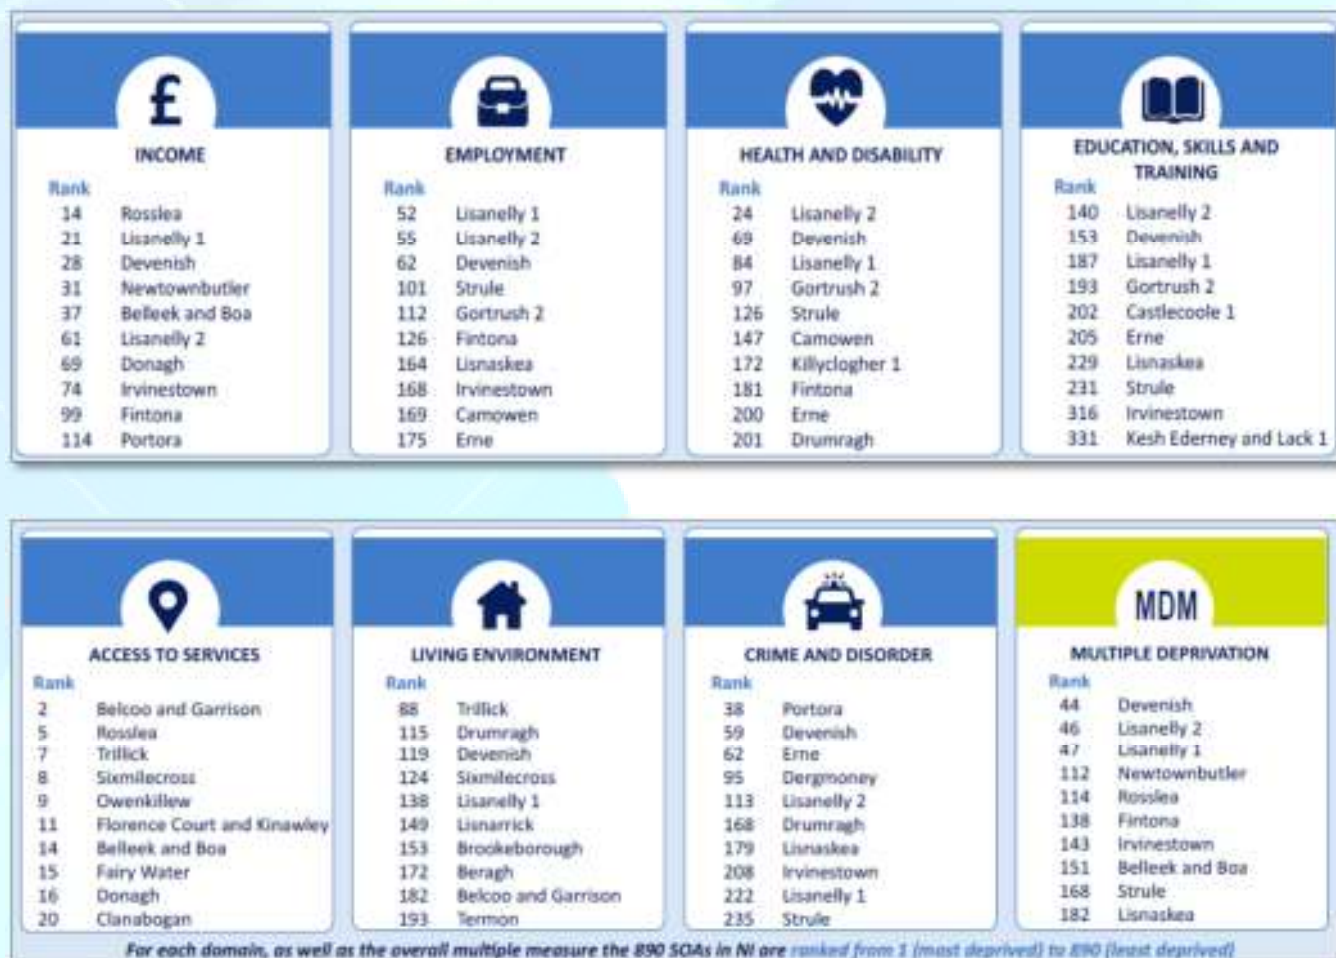 £
INCOME
Rank
14 Rosslea
21 Lisanelly 1
28 Devenish
31 Newtownbutler
37 Belleek and Boa
61 Lisanelly 2
69 Donagh
74 Irvinestown
99 Fintona
114 Portora
EMPLOYMENT
Rank
52 Lisanelly 1
55 Lisanelly 2
62 Devenish
101 Strule
112 Gortrush 2
126 Fintona
164 Lisnaskea
168 Irvinestown
169 Camowen
175 Erne
HEALTH AND DISABILITY
Rank
24 Lisanelly 2
69 Devenish
84 Lisanelly 1
97 Gortrush 2
126 Strule
147 Camowen
172 Killyclogher 1
181 Fintona
200 Erne
201 Drumragh
EDUCATION, SKILLS AND
TRAINING
Rank
140 Lisanelly 2
153 Devenish
187 Lisanelly 1
193 Gortrush 2
202 Castlecoole 1
205 Erne
229 Lisnaskea
231 Strule
316 Irvinestown
331 Kesh Ederney and Lack 1
ACCESS TO SERVICES
Rank
2 Belcoo and Garrison
5 Rosslea
7 Trillick
8 Sixmilecross
9 Owenkillew
11 Florence Court and Kinawley
14 Belleek and Boa
15 Fairy Water
16 Donagh
20 Clanabogan
LIVING ENVIRONMENT
Rank
88 Trillick
115 Drumragh
119 Devenish
124 Sixmilecross
138 Lisanelly 1
149 Lisnarrick
153 Brookeborough
172 Beragh
182 Belcoo and Garrison
193 Termon
CRIME AND DISORDER
Rank
38 Portora
59 Devenish
62 Erne
95 Dergmoney
113 Lisanelly 2
168 Drumragh
179 Lisnaskea
208 Irvinestown
222 Lisanelly 1
235 Strule
MDM
MULTIPLE DEPRIVATION
Rank
44 Devenish
46 Lisanelly 2
47 Lisanelly 1
112 Newtownbutler
114 Rosslea
138 Fintona
143 Irvinestown
151 Belleek and Boa
168 Strule
182 Lisnaskea
For each domain, as well as the overall multiple measure the 890 SOAs in NI are ranked from 1 (most deprived) to 890 (least deprived)